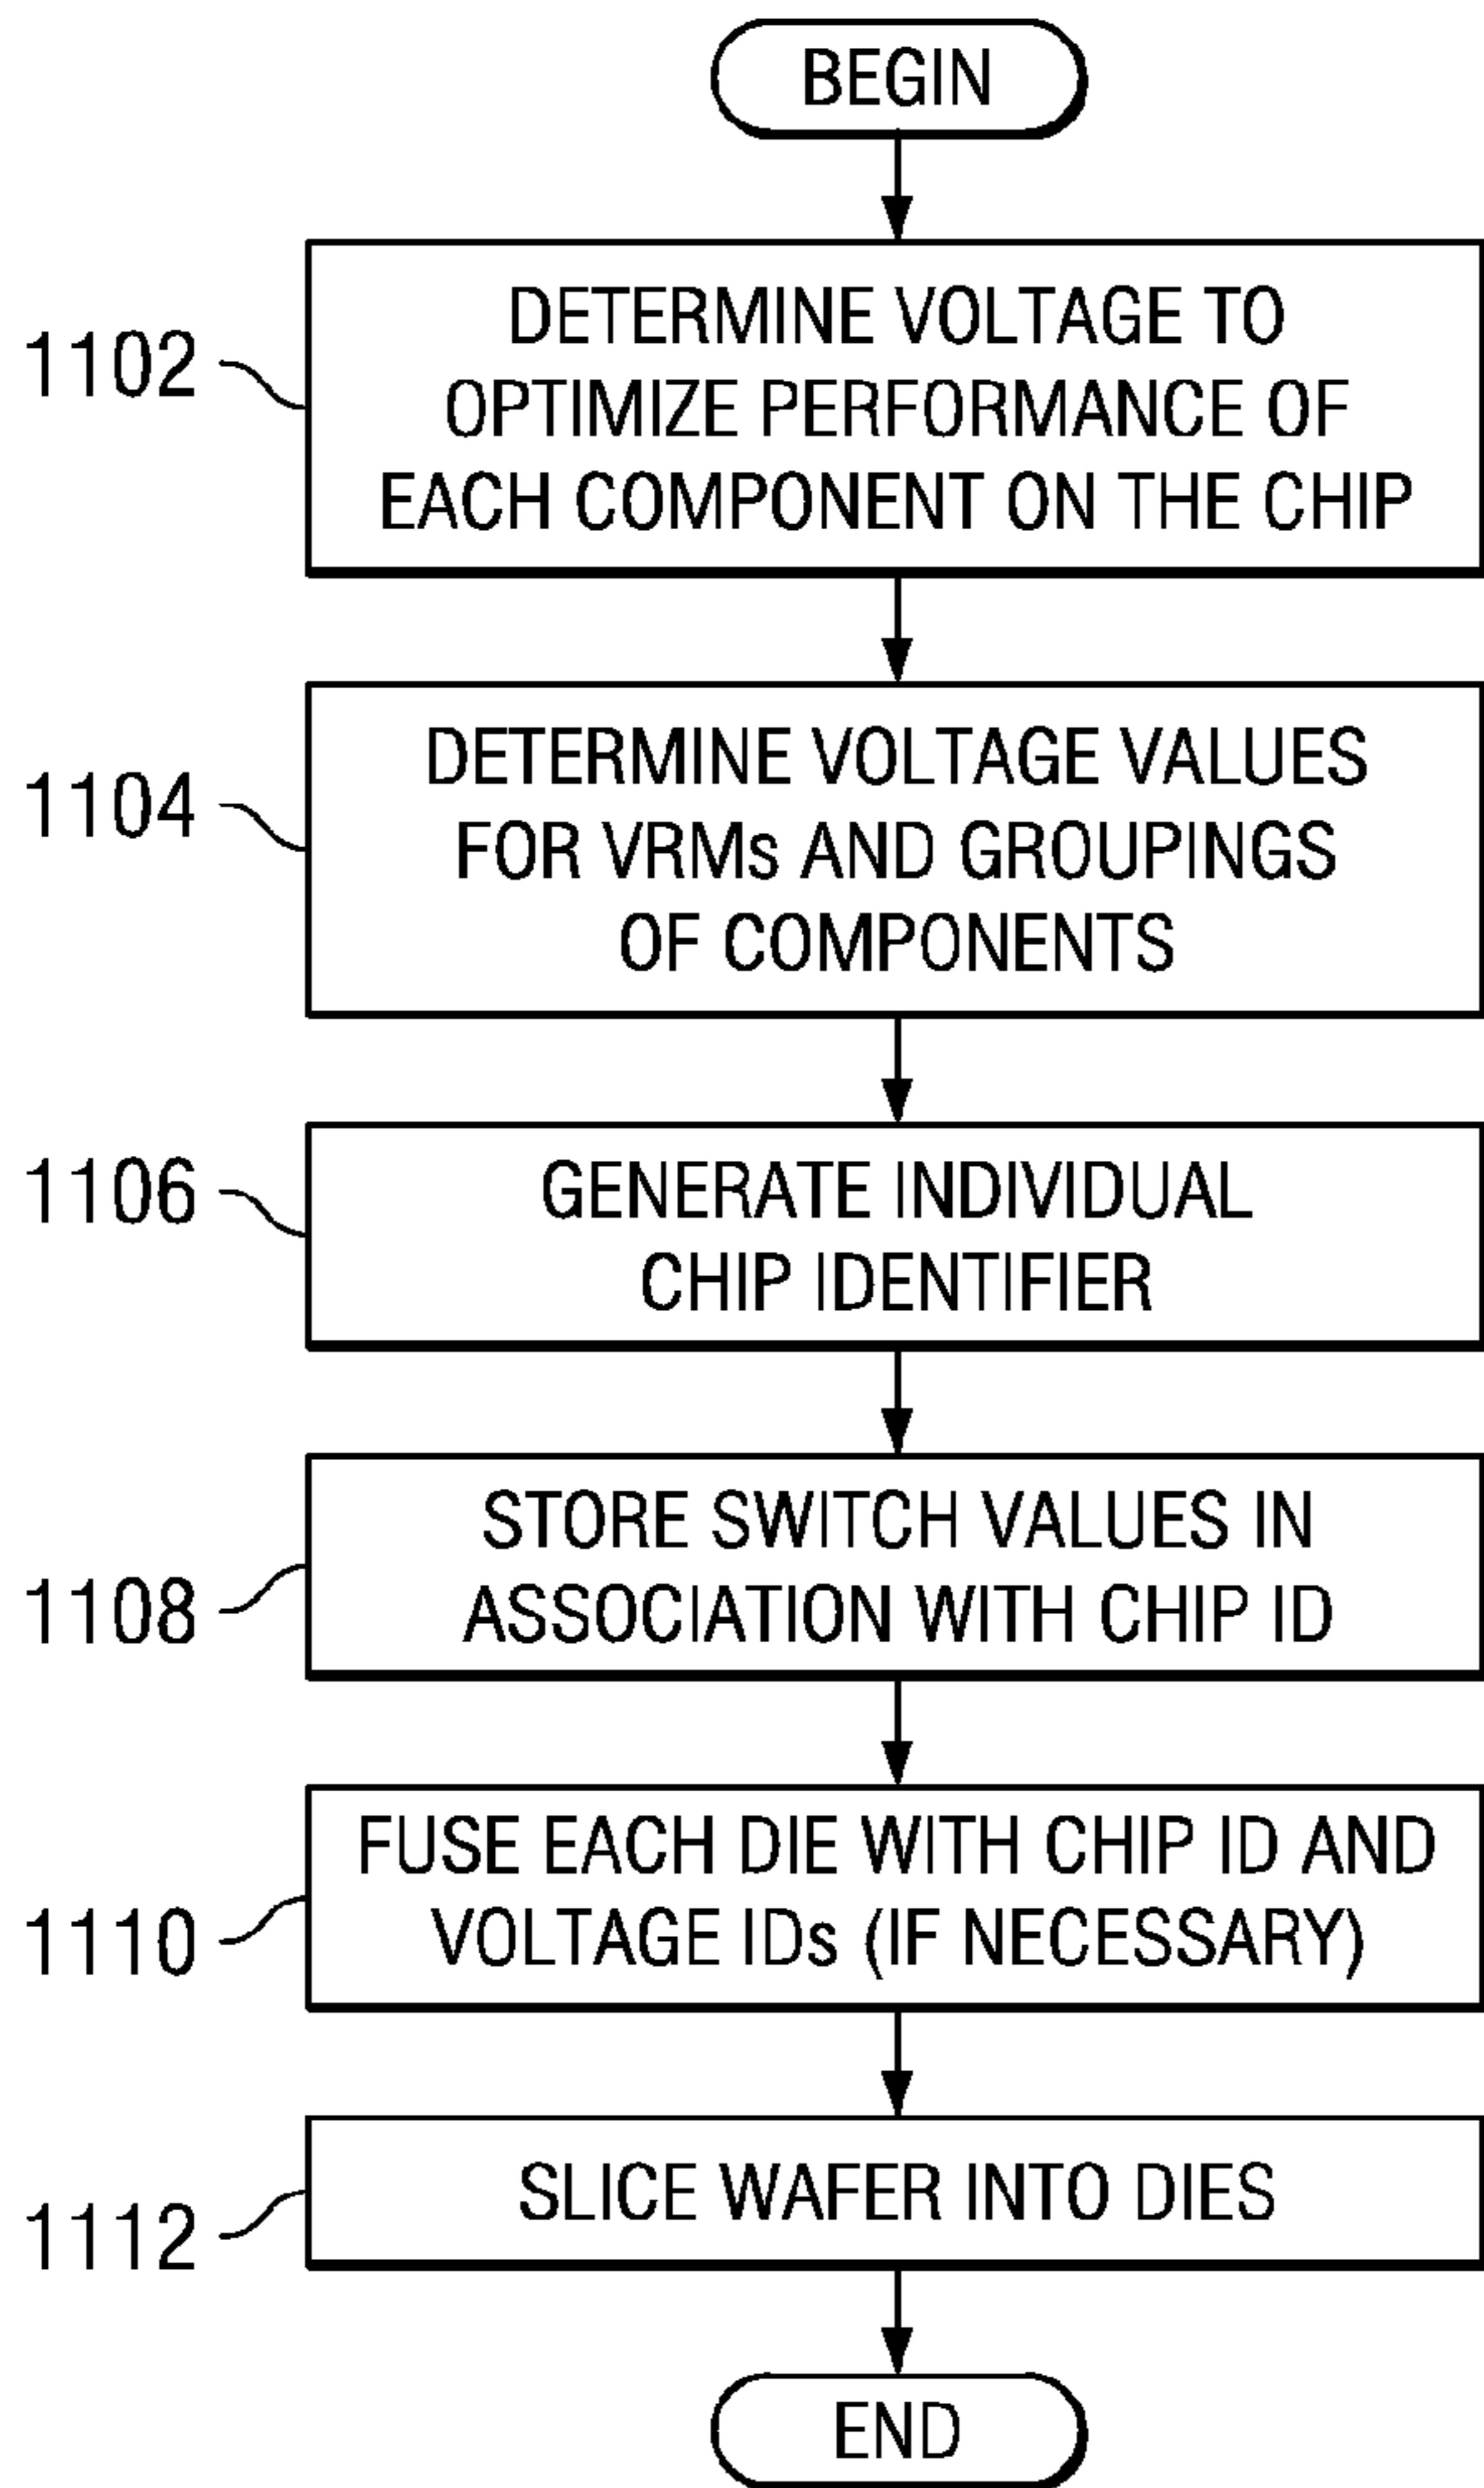 BEGIN
1102
DETERMINE VOLTAGE TO
OPTIMIZE PERFORMANCE OF
EACH COMPONENT ON THE CHIP
1104
DETERMINE VOLTAGE VALUES
FOR VRMs AND GROUPINGS
OF COMPONENTS
1106
GENERATE INDIVIDUAL
CHIP IDENTIFIER
1108
STORE SWITCH VALUES IN
ASSOCIATION WITH CHIP ID
1110
FUSE EACH DIE WITH CHIP ID AND
VOLTAGE IDs (IF NECESSARY)
1112
SLICE WAFER INTO DIES
END